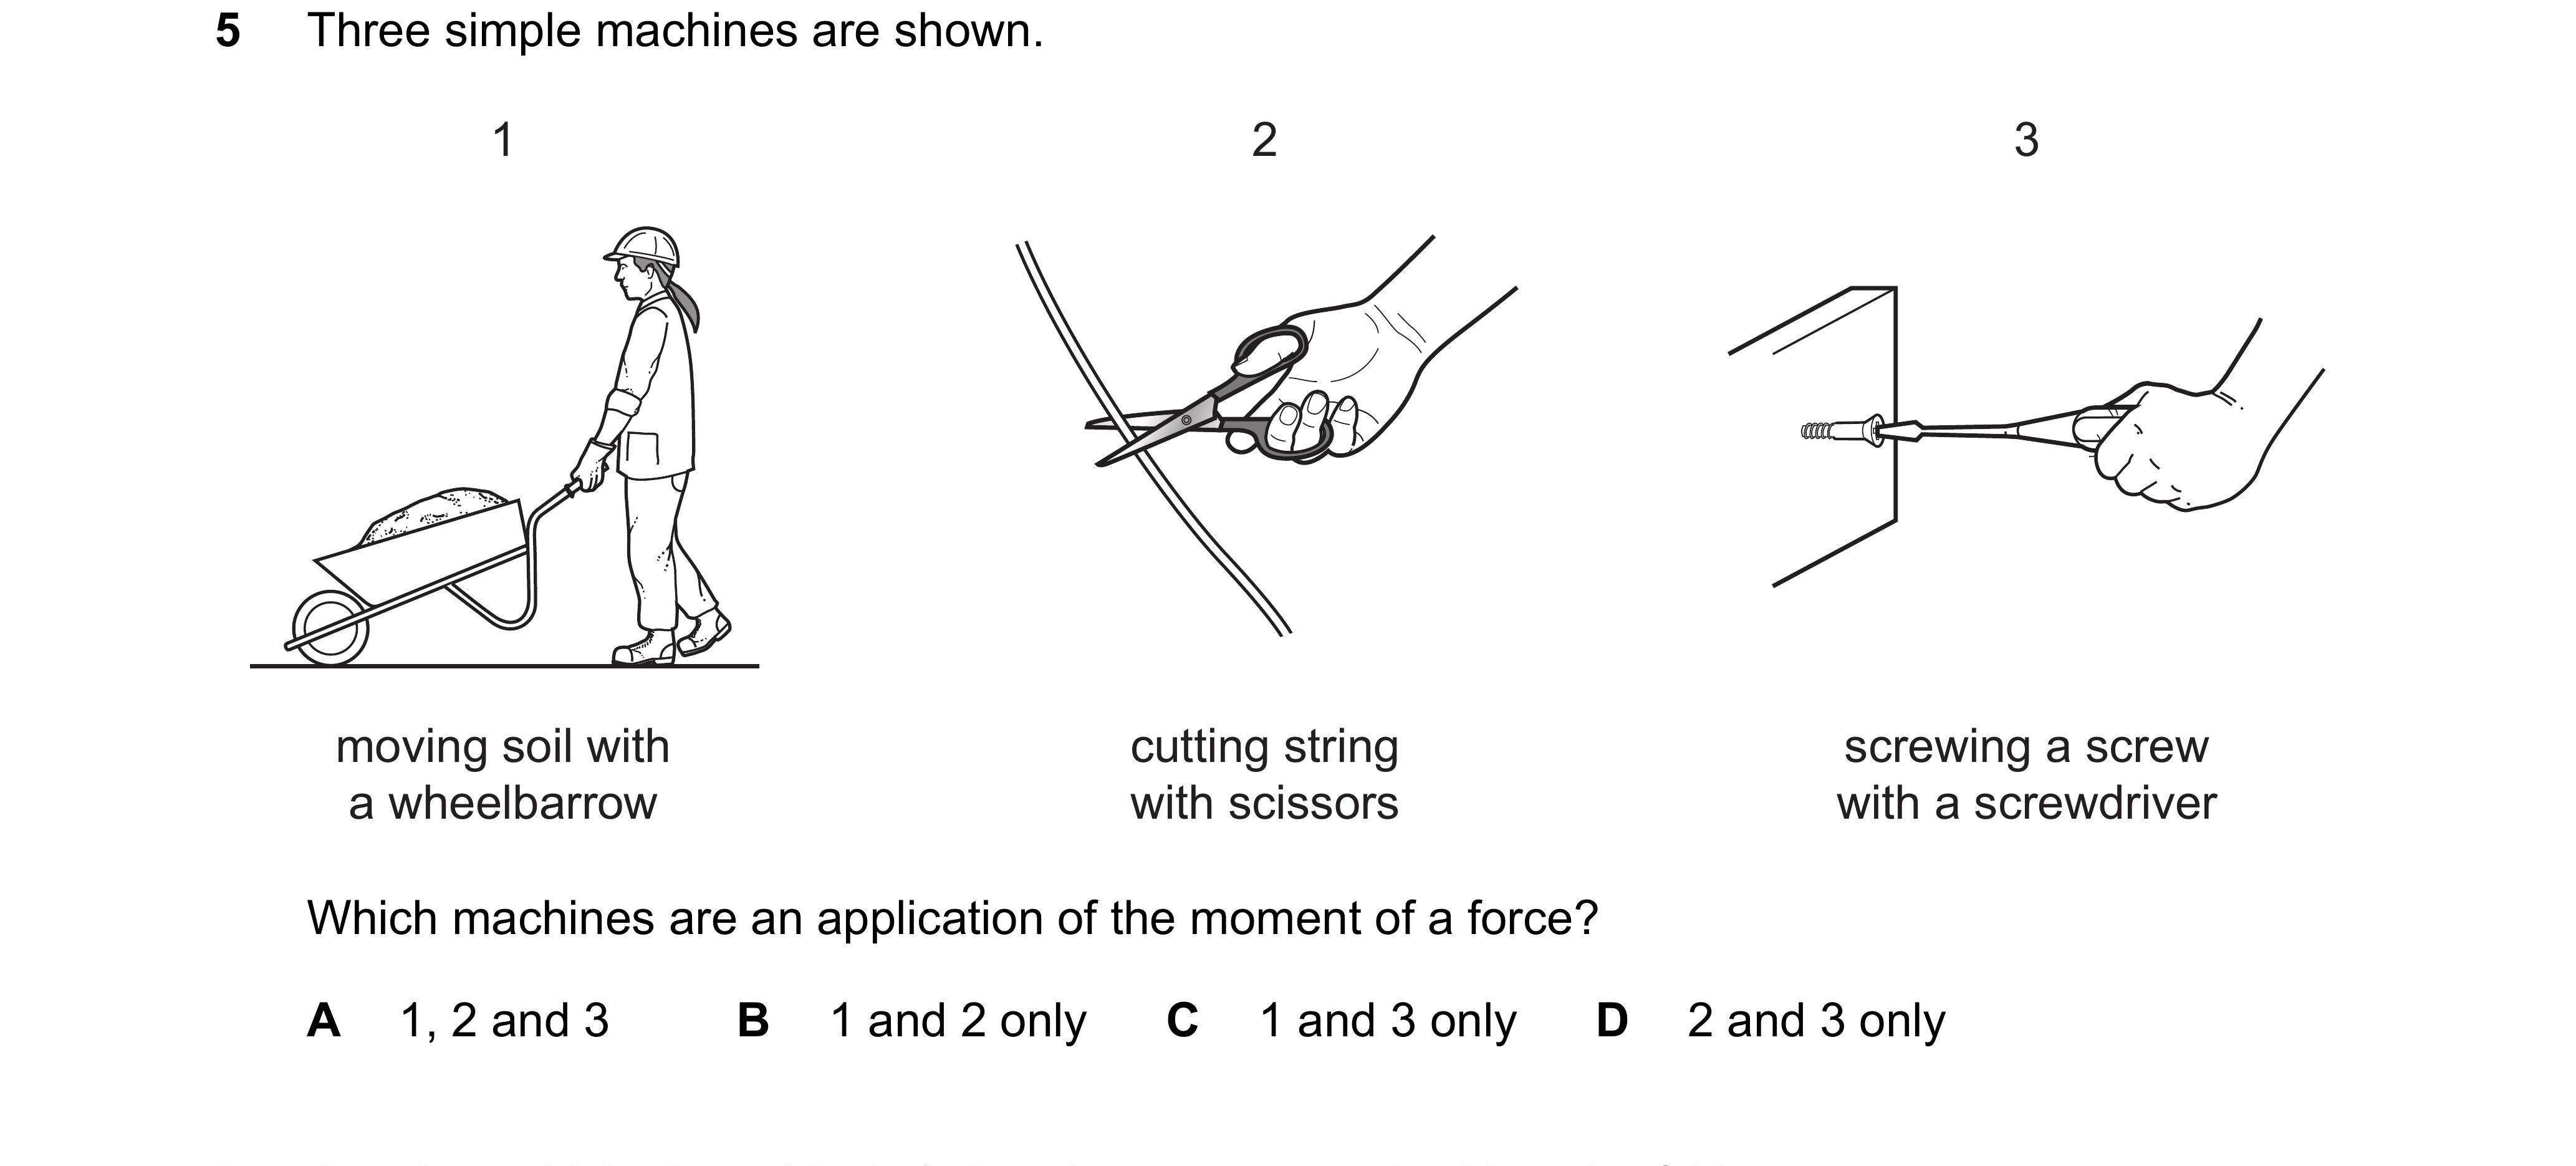 5 Three simple machines are shown.
1 2 3
moving soil with
a wheelbarrow
cutting string
with scissors
screwing a screw
with a screwdriver
Which machines are an application of the moment of a force?
A 1, 2 and 3 B 1 and 2 only C 1 and 3 only D 2 and 3 only